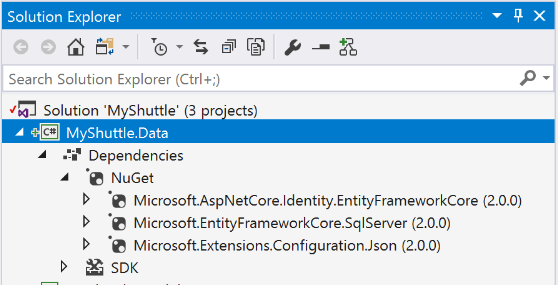 Solution Explorer
Search Solution Explorer (Ctrl+;)
Solution 'MyShuttle' (3 projects)
C# MyShuttle.Data
Dependencies
NuGet
Microsoft.AspNetCore.Identity.EntityFrameworkCore (2.0.0)
Microsoft.EntityFrameworkCore.SqlServer (2.0.0)
Microsoft.Extensions.Configuration.Json (2.0.0)
SDK